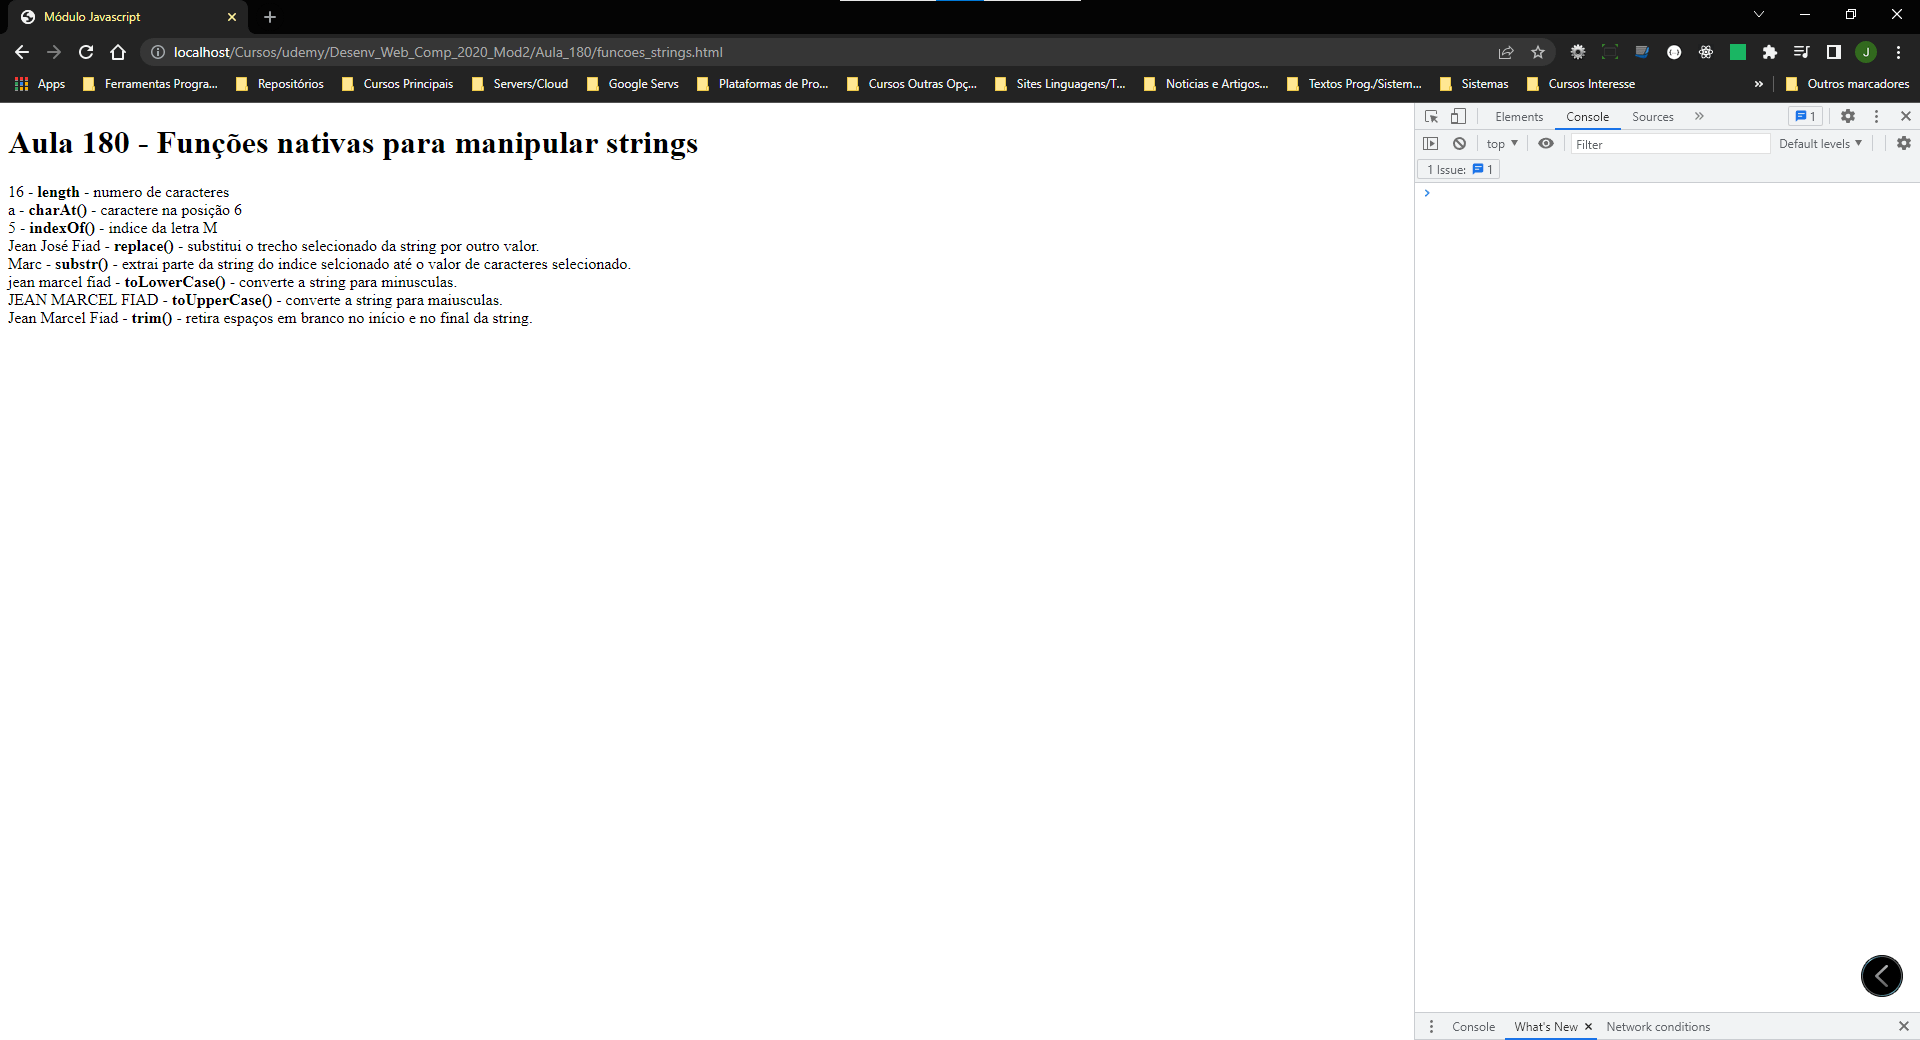 Módulo Javascript
localhost/Cursos/udemy/Desenv_Web_Comp_2020_Mod2/Aula_180/funcoes_strings.html
J
Apps Ferramentas Progra... Repositórios Cursos Principais Servers/Cloud Google Servs Plataformas de Pro... Cursos Outras Opç... Sites Linguagens/T... Noticias e Artigos... Textos Prog./Sistem... Sistemas Cursos Interesse » Outros marcadores
Aula 180 - Funções nativas para manipular strings
16 - length - numero de caracteres
a - charAt() - caractere na posição 6
5 - indexOf() - indice da letra M
Jean José Fiad - replace() - substitui o trecho selecionado da string por outro valor.
Marc - substr() - extrai parte da string do indice selcionado até o valor de caracteres selecionado.
jean marcel fiad - toLowerCase() - converte a string para minusculas.
JEAN MARCEL FIAD - toUpperCase() - converte a string para maiusculas.
Jean Marcel Fiad - trim() - retira espaços em branco no início e no final da string.
Elements Console Sources » 1
top Filter Default levels
1 Issue: 1
Console What's New Network conditions